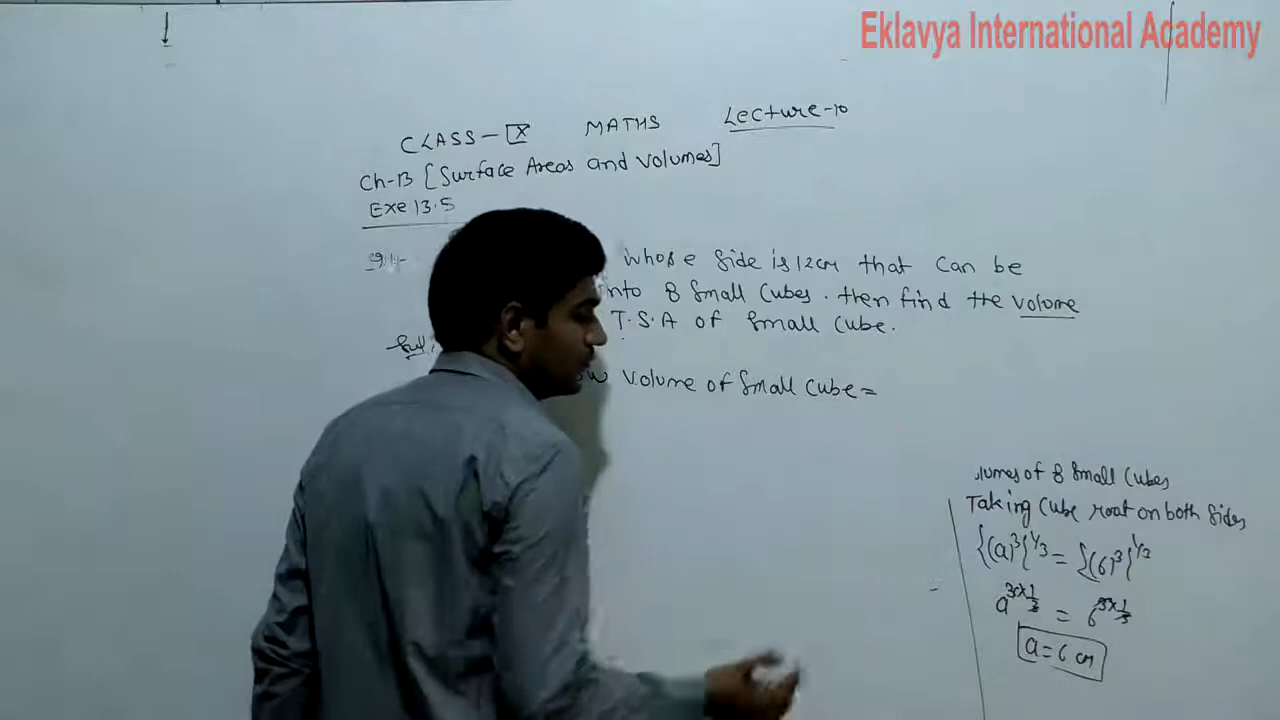 Eklavya International Academy
CLASS - IX MATHS Lecture-10
Ch-13 [Surface Areas and Volumes]
Exe 13.5
whose side is 12cm that can be
into 8 small cubes. then find the volume
T.S.A of small cube.
Sol.
Volume of small cube =
of 8 small cubes
Taking cube root on both sides
{(a)³}^1/3 = {(6)³}^1/3
a^3×1/3 = 6^3×1/3
a = 6 cm